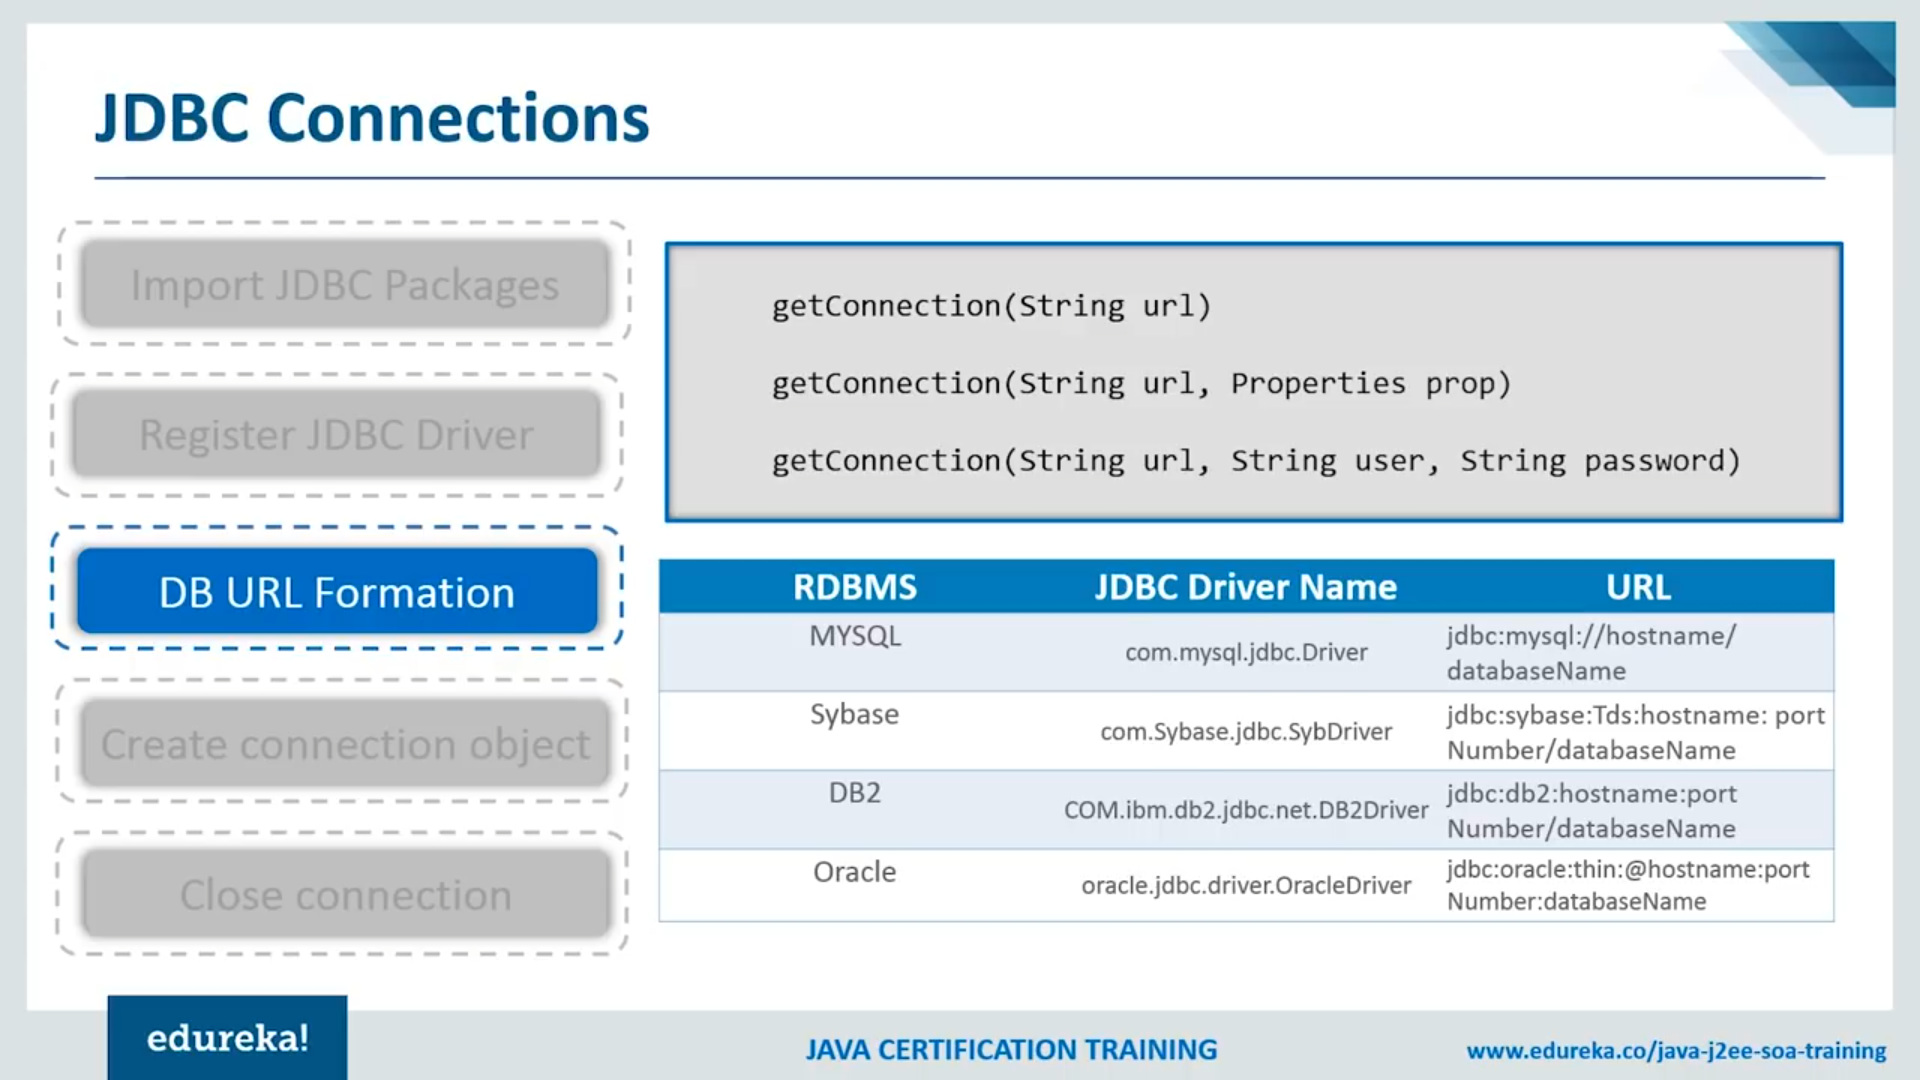 JDBC Connections
Import JDBC Packages
Register JDBC Driver
DB URL Formation
Create connection object
Close connection
getConnection(String url)
getConnection(String url, Properties prop)
getConnection(String url, String user, String password)
RDBMS JDBC Driver Name URL
MYSQL com.mysql.jdbc.Driver jdbc:mysql://hostname/
databaseName
Sybase com.Sybase.jdbc.SybDriver jdbc:sybase:Tds:hostname: port
Number/databaseName
DB2 COM.ibm.db2.jdbc.net.DB2Driver jdbc:db2:hostname:port
Number/databaseName
Oracle oracle.jdbc.driver.OracleDriver jdbc:oracle:thin:@hostname:port
Number:databaseName
edureka!
JAVA CERTIFICATION TRAINING
www.edureka.co/java-j2ee-soa-training